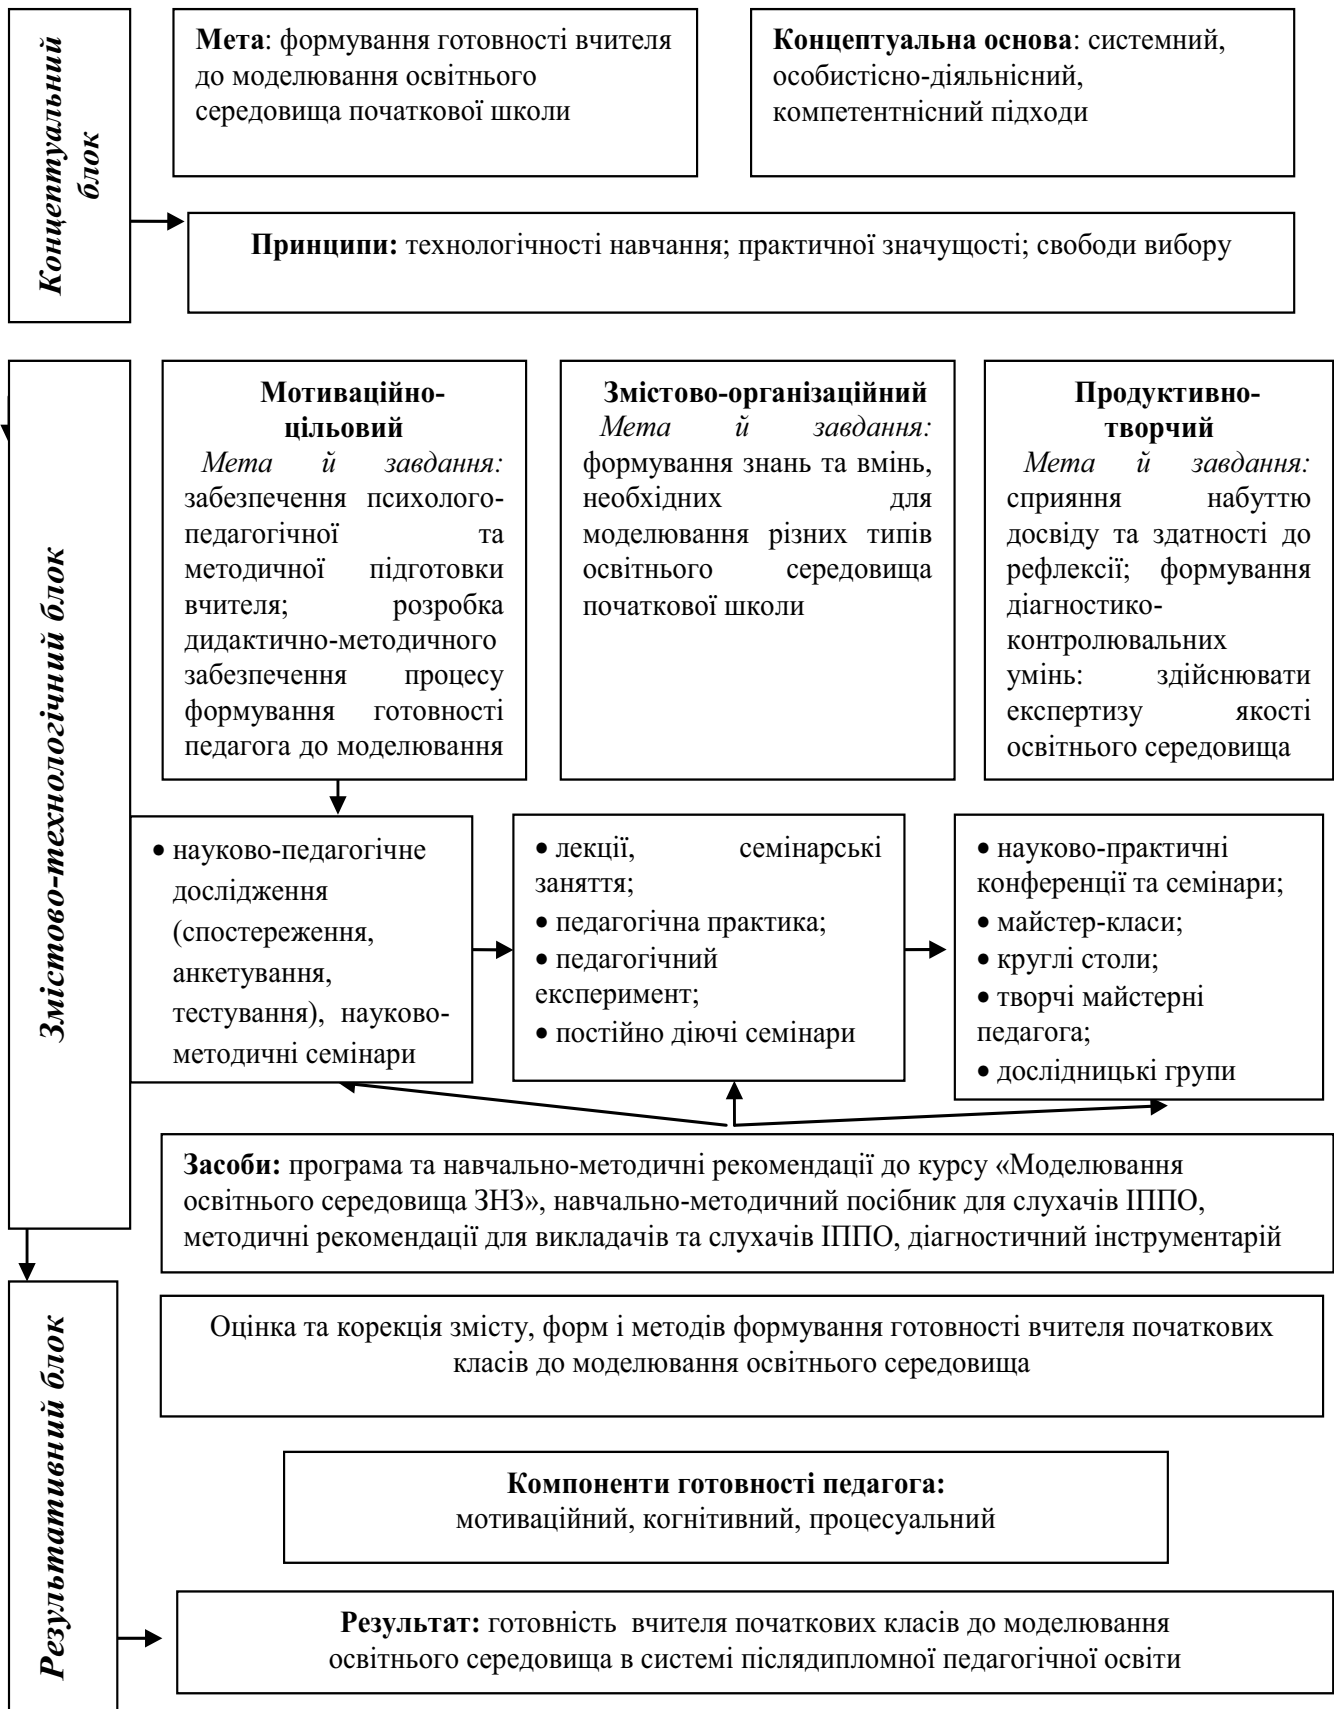 Концептуальний
блок
Мета: формування готовності вчителя
до моделювання освітнього
середовища початкової школи
Концептуальна основа: системний,
особистісно-діяльнісний,
компетентнісний підходи
Принципи: технологічності навчання; практичної значущості; свободи вибору
Змістово-технологічний блок
Мотиваційно-
цільовий
Мета й завдання:
забезпечення психолого-
педагогічної та
методичної підготовки
вчителя; розробка
дидактично-методичного
забезпечення процесу
формування готовності
педагога до моделювання
Змістово-організаційний
Мета й завдання:
формування знань та вмінь,
необхідних для
моделювання різних типів
освітнього середовища
початкової школи
Продуктивно-
творчий
Мета й завдання:
сприяння набуттю
досвіду та здатності до
рефлексії; формування
діагностико-
контролювальних
умінь: здійснювати
експертизу якості
освітнього середовища
• науково-педагогічне
дослідження
(спостереження,
анкетування,
тестування), науково-
методичні семінари
• лекції, семінарські
заняття;
• педагогічна практика;
• педагогічний
експеримент;
• постійно діючі семінари
• науково-практичні
конференції та семінари;
• майстер-класи;
• круглі столи;
• творчі майстерні
педагога;
• дослідницькі групи
Засоби: програма та навчально-методичні рекомендації до курсу «Моделювання
освітнього середовища ЗНЗ», навчально-методичний посібник для слухачів ІППО,
методичні рекомендації для викладачів та слухачів ІППО, діагностичний інструментарій
Результативний блок
Оцінка та корекція змісту, форм і методів формування готовності вчителя початкових
класів до моделювання освітнього середовища
Компоненти готовності педагога:
мотиваційний, когнітивний, процесуальний
Результат: готовність вчителя початкових класів до моделювання
освітнього середовища в системі післядипломної педагогічної освіти